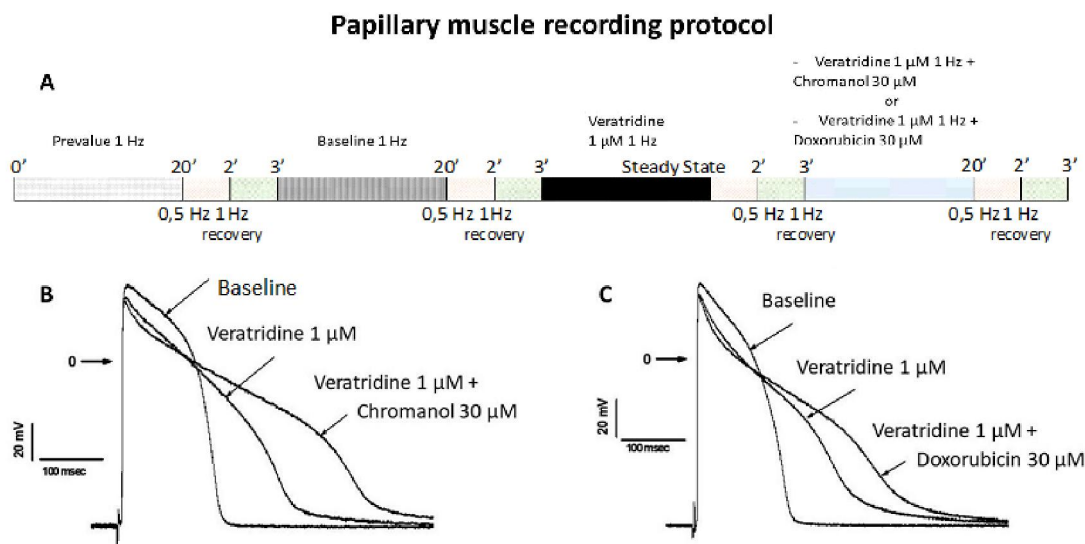 Papillary muscle recording protocol
A
- Veratridine 1 µM 1 Hz +
Chromanol 30 µM
or
- Veratridine 1 µM 1 Hz +
Doxorubicin 30 µM
Prevalue 1 Hz
Baseline 1 Hz
Veratridine
1 µM 1 Hz
Steady State
0’ 20’ 2’ 3’ 20’ 2’ 3’ 2’ 3’ 20’ 2’ 3’
0,5 Hz 1 Hz 0,5 Hz 1 Hz 0,5 Hz 1 Hz 0,5 Hz 1 Hz
recovery recovery recovery recovery
B
Baseline
Veratridine 1 µM
Veratridine 1 µM +
Chromanol 30 µM
0
20 mV
100 msec
C
Baseline
Veratridine 1 µM
Veratridine 1 µM +
Doxorubicin 30 µM
0
20 mV
100 msec